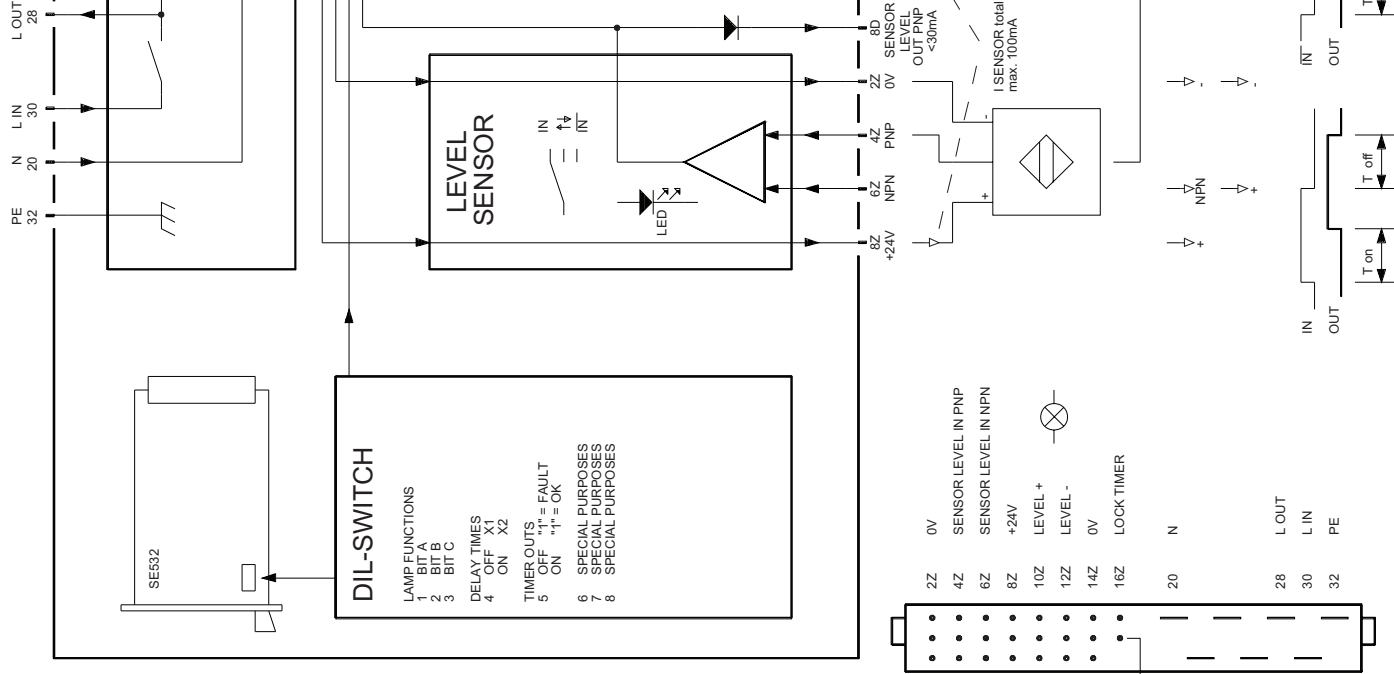 L OUT
28
L IN
30
N
20
PE
32
LEVEL
SENSOR
IN
IN
LED
8D
SENSOR
LEVEL
OUT PNP
<30mA
I SENSOR total
max. 100mA
2Z
0V
4Z
PNP
6Z
NPN
8Z
+24V
-
+
-
-
NPN
+
+
IN
OUT
T off
T on
IN
OUT
SE532
DIL-SWITCH
LAMP FUNCTIONS
1 BIT A
2 BIT B
3 BIT C
DELAY TIMES
4 OFF X1
ON X2
TIMER OUTS
5 OFF "1" = FAULT
ON "1" = OK
6 SPECIAL PURPOSES
7 SPECIAL PURPOSES
8 SPECIAL PURPOSES
2Z 0V
4Z SENSOR LEVEL IN PNP
6Z SENSOR LEVEL IN NPN
8Z +24V
10Z LEVEL +
12Z LEVEL -
14Z 0V
16Z LOCK TIMER
20 N
28 L OUT
30 L IN
32 PE